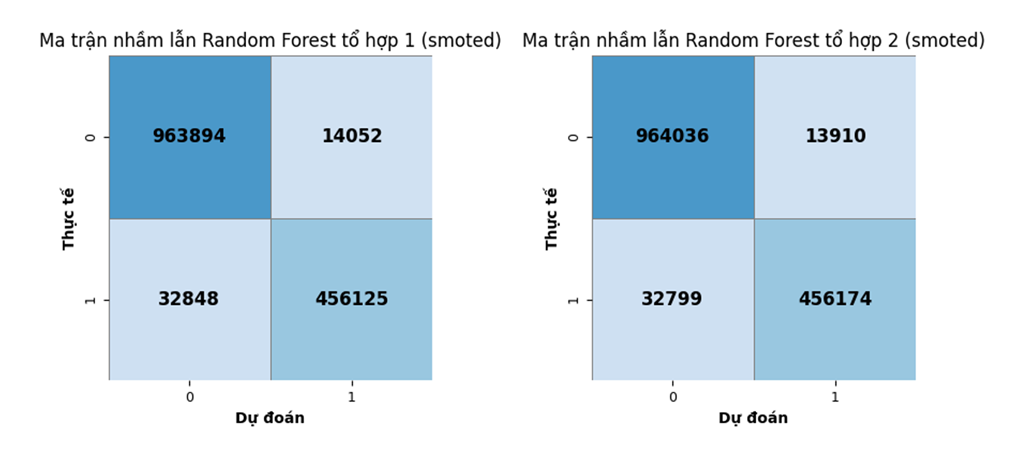 Ma trận nhầm lẫn Random Forest tổ hợp 1 (smoted)
0
963894
14052
Thực tế
1
32848
456125
0
1
Dự đoán
Ma trận nhầm lẫn Random Forest tổ hợp 2 (smoted)
0
964036
13910
Thực tế
1
32799
456174
0
1
Dự đoán